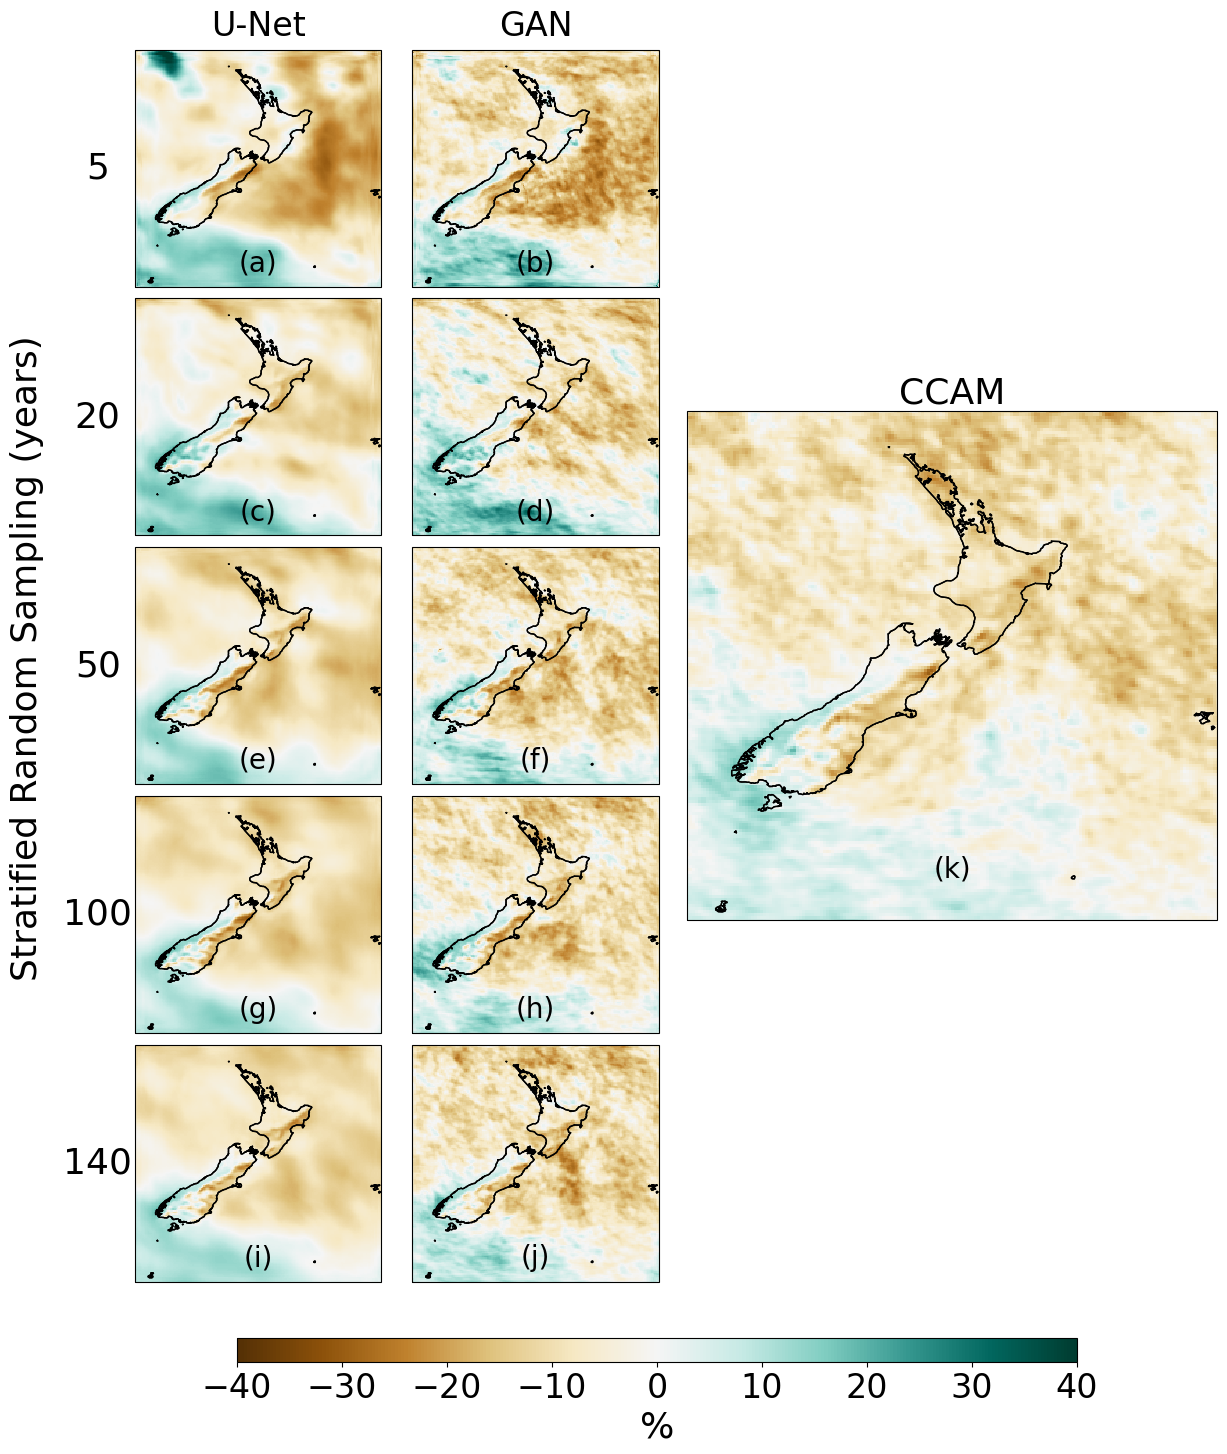 U-Net GAN
5
(a) (b)
20
(c) (d)
CCAM
50
(e) (f)
(k)
100
(g) (h)
140
(i) (j)
Stratified Random Sampling (years)
−40 −30 −20 −10 0 10 20 30 40
%